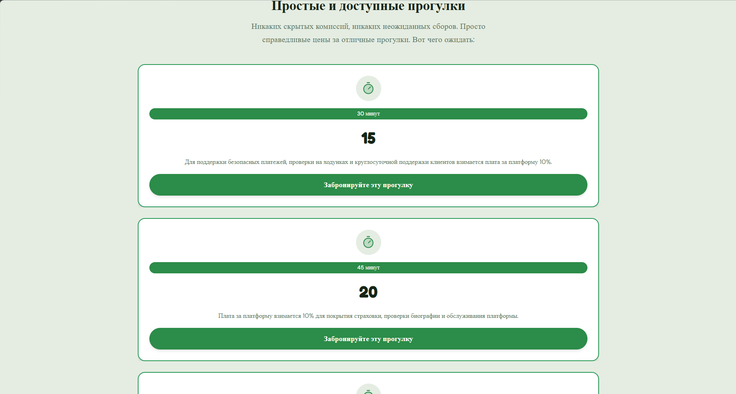 Простые и доступные прогулки
Никаких скрытых комиссий, никаких неожиданных сборов. Просто
справедливые цены за отличные прогулки. Вот чего ожидать:
30 минут
15
Для поддержки безопасных платежей, проверки на ходунках и круглосуточной поддержки клиентов взимается плата за платформу 10%.
Забронируйте эту прогулку
45 минут
20
Плата за платформу взимается 10% для покрытия страховки, проверки биографии и обслуживания платформы.
Забронируйте эту прогулку